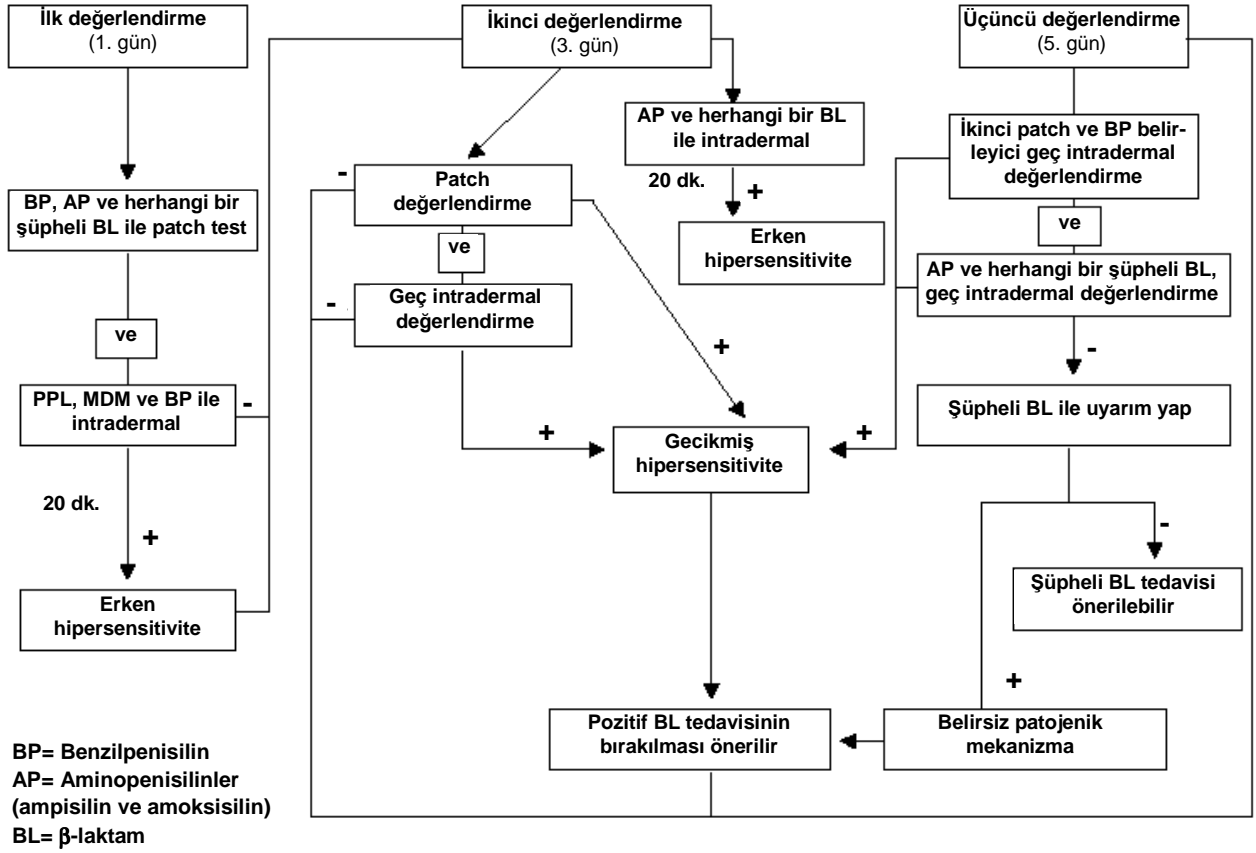 İlk değerlendirme
(1. gün)
BP, AP ve herhangi bir
şüpheli BL ile patch test
ve
PPL, MDM ve BP ile
intradermal
-
20 dk.
+
Erken
hipersensitivite
İkinci değerlendirme
(3. gün)
AP ve herhangi bir BL
ile intradermal
20 dk.
+
Erken
hipersensitivite
-
Patch
değerlendirme
ve
-
Geç intradermal
değerlendirme
+
+
Gecikmiş
hipersensitivite
Pozitif BL tedavisinin
bırakılması önerilir
Üçüncü değerlendirme
(5. gün)
İkinci patch ve BP belir-
leyici geç intradermal
değerlendirme
ve
AP ve herhangi bir şüpheli BL,
geç intradermal değerlendirme
-
+
Şüpheli BL ile uyarım yap
-
Şüpheli BL tedavisi
önerilebilir
+
Belirsiz patojenik
mekanizma
BP= Benzilpenisilin
AP= Aminopenisilinler
(ampisilin ve amoksisilin)
BL= β-laktam